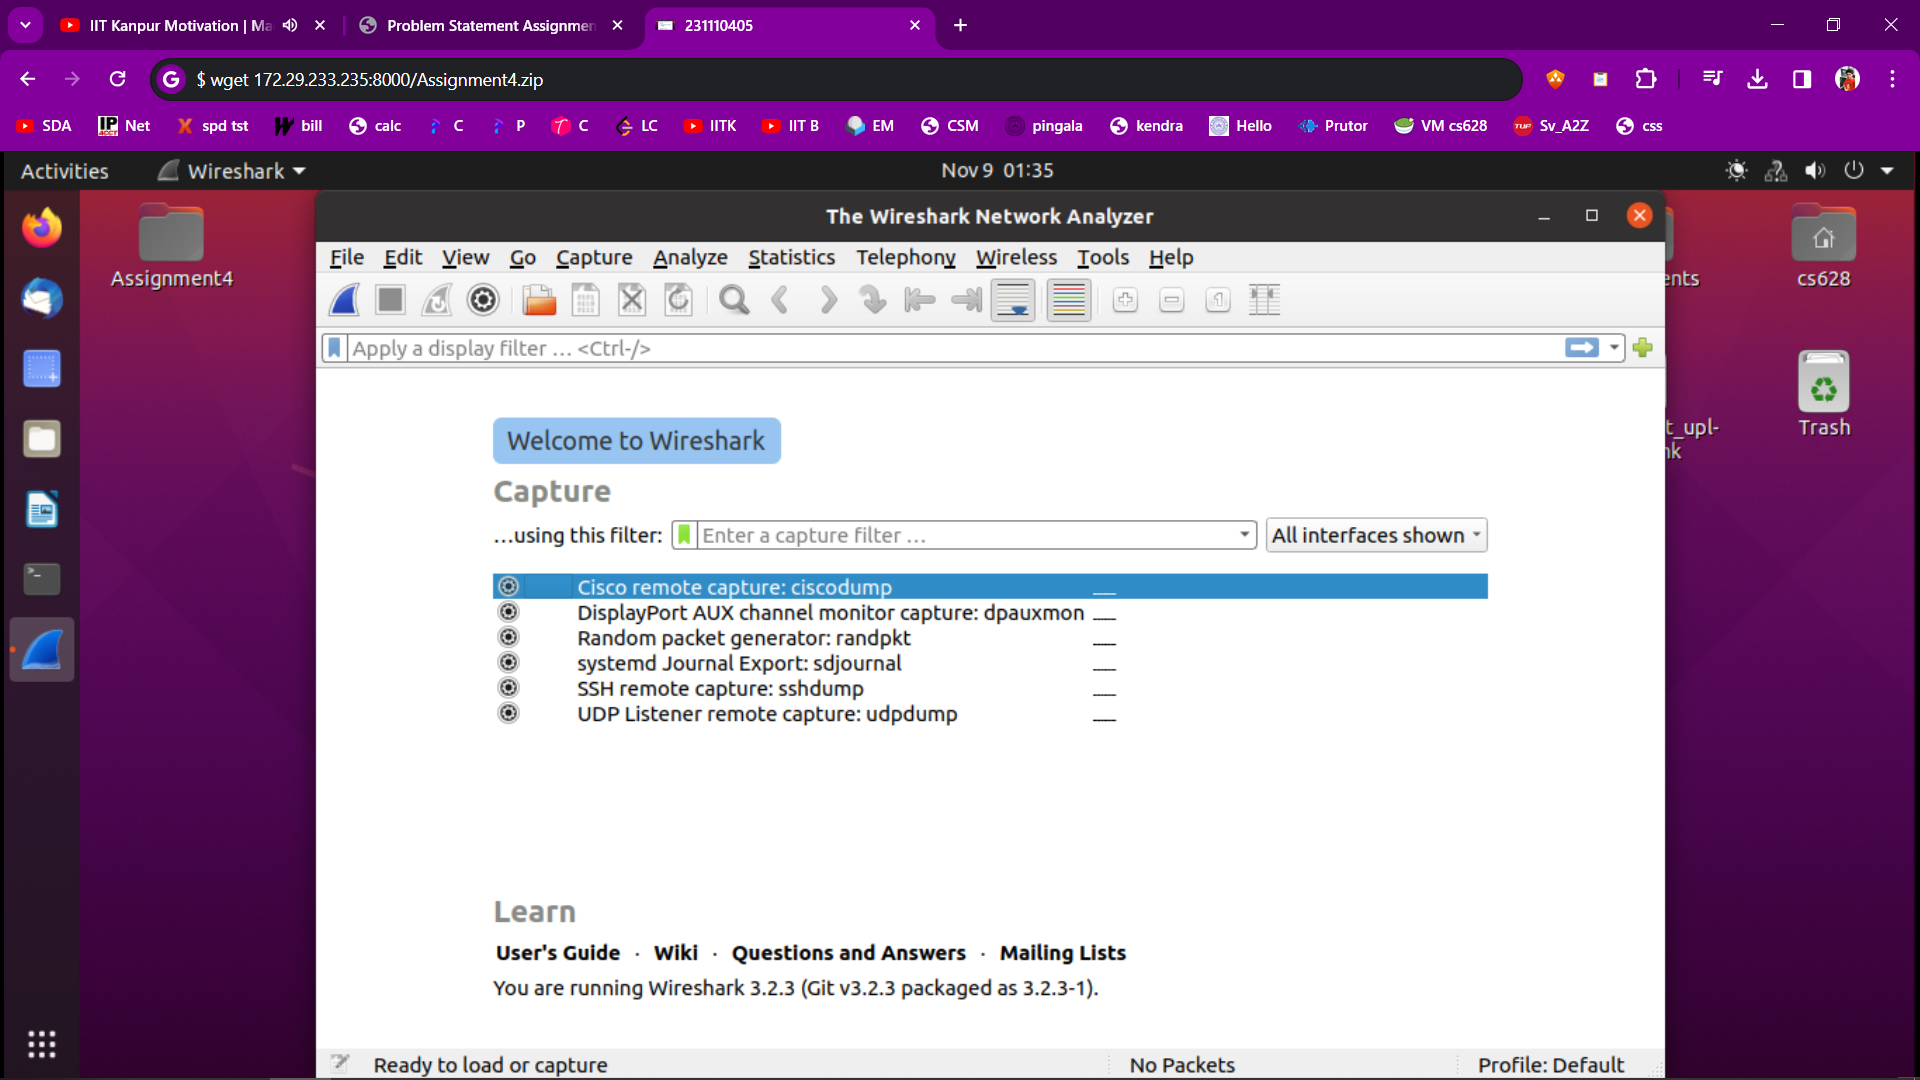 IIT Kanpur Motivation | Ma
Problem Statement Assignmen
231110405
$ wget 172.29.233.235:8000/Assignment4.zip
SDA
Net
spd tst
bill
calc
C
P
C
LC
IITK
IIT B
EM
CSM
pingala
kendra
Hello
Prutor
VM cs628
Sv_A2Z
css
Activities
Wireshark
Nov 9 01:35
Assignment4
The Wireshark Network Analyzer
File Edit View Go Capture Analyze Statistics Telephony Wireless Tools Help
Apply a display filter … <Ctrl-/>
ents
cs628
t_upl-
nk
Trash
Welcome to Wireshark
Capture
…using this filter:
Enter a capture filter …
All interfaces shown
Cisco remote capture: ciscodump
DisplayPort AUX channel monitor capture: dpauxmon
Random packet generator: randpkt
systemd Journal Export: sdjournal
SSH remote capture: sshdump
UDP Listener remote capture: udpdump
Learn
User's Guide · Wiki · Questions and Answers · Mailing Lists
You are running Wireshark 3.2.3 (Git v3.2.3 packaged as 3.2.3-1).
Ready to load or capture
No Packets
Profile: Default